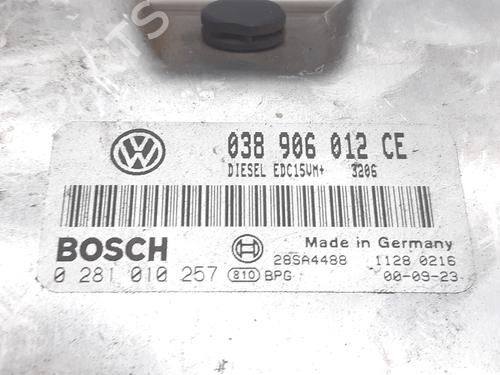 038 906 012 CE
DIESEL EDC15VM+ 3206
BOSCH
Made in Germany
28SA4488 1128 0216
0 281 010 257 810 BPG 00-09-23